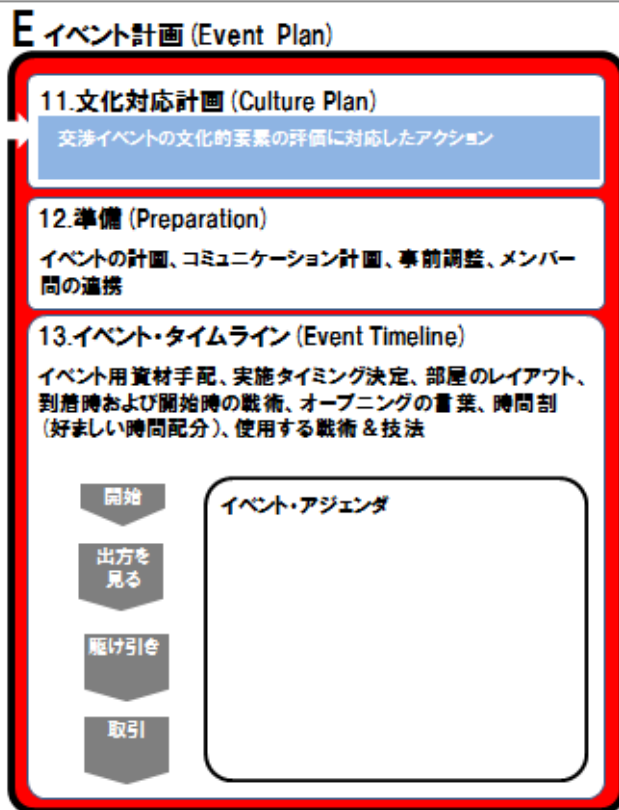 E イベント計画 (Event Plan)
11.文化対応計画 (Culture Plan)
交渉イベントの文化的要素の評価に対応したアクション
12.準備 (Preparation)
イベントの計画、コミュニケーション計画、事前調整、メンバー
間の連携
13.イベント・タイムライン (Event Timeline)
イベント用資材手配、実施タイミング決定、部屋のレイアウト、
到着時および開始時の戦術、オープニングの言葉、時間割
(好ましい時間配分)、使用する戦術＆技法
開始
イベント・アジェンダ
出方を
見る
駆け引き
取引